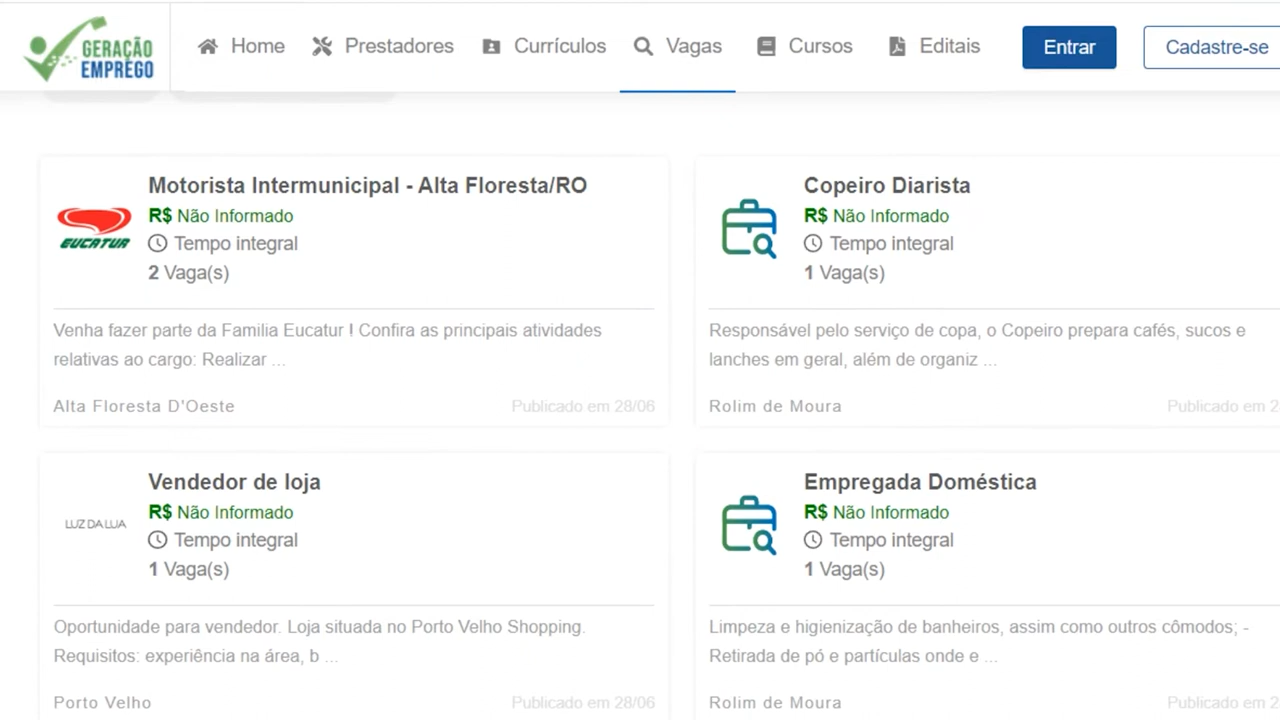 GERAÇÃO
EMPREGO
Home
Prestadores
Currículos
Vagas
Cursos
Editais
Entrar
Cadastre-se
Motorista Intermunicipal - Alta Floresta/RO
R$ Não Informado
Tempo integral
2 Vaga(s)
EUCATUR
Venha fazer parte da Familia Eucatur ! Confira as principais atividades
relativas ao cargo: Realizar ...
Alta Floresta D'Oeste
Publicado em 28/06
Copeiro Diarista
R$ Não Informado
Tempo integral
1 Vaga(s)
Responsável pelo serviço de copa, o Copeiro prepara cafés, sucos e
lanches em geral, além de organiz ...
Rolim de Moura
Publicado em 2
Vendedor de loja
R$ Não Informado
Tempo integral
1 Vaga(s)
LUZ DA LUA
Oportunidade para vendedor. Loja situada no Porto Velho Shopping.
Requisitos: experiência na área, b ...
Porto Velho
Publicado em 28/06
Empregada Doméstica
R$ Não Informado
Tempo integral
1 Vaga(s)
Limpeza e higienização de banheiros, assim como outros cômodos; -
Retirada de pó e partículas onde e ...
Rolim de Moura
Publicado em 2